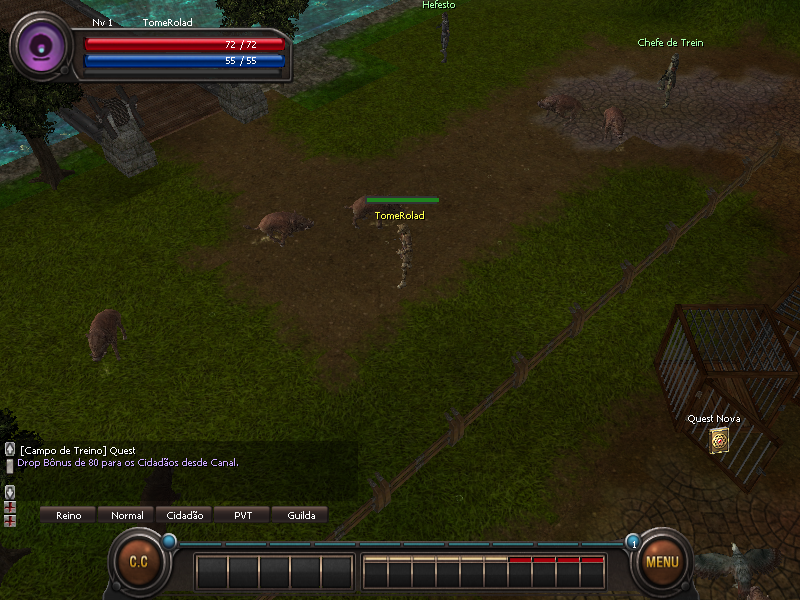 Hefesto
Nv 1 TomeRolad
72 / 72
55 / 55
Chefe de Trein
TomeRolad
Quest Nova
[Campo de Treino] Quest
Drop Bônus de 80 para os Cidadãos desde Canal.
Reino Normal Cidadão PVT Guilda
1
C.C
MENU